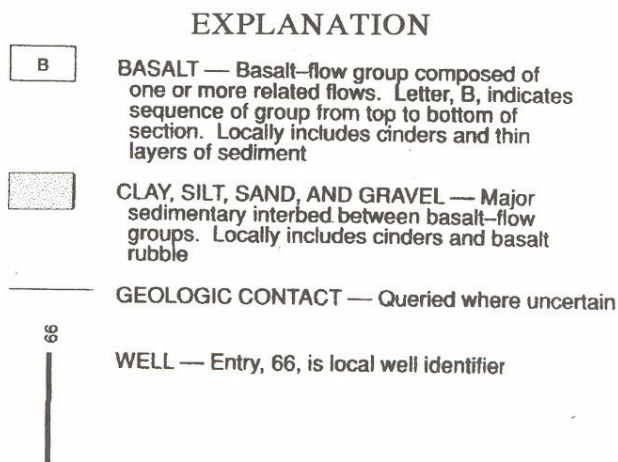 EXPLANATION
B
BASALT — Basalt–flow group composed of
one or more related flows. Letter, B, indicates
sequence of group from top to bottom of
section. Locally includes cinders and thin
layers of sediment
CLAY, SILT, SAND, AND GRAVEL — Major
sedimentary interbed between basalt–flow
groups. Locally includes cinders and basalt
rubble
GEOLOGIC CONTACT — Queried where uncertain
66
WELL — Entry, 66, is local well identifier